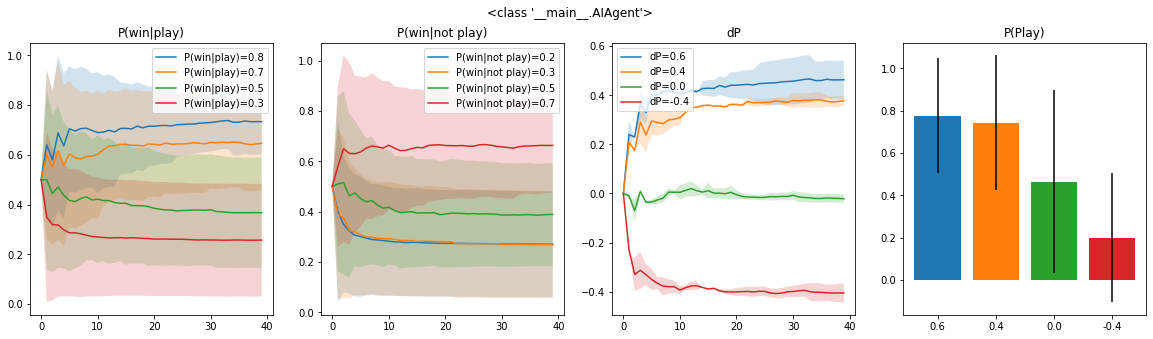 <class '__main__.AIAgent'>
P(win|play)
P(win|play)=0.8
P(win|play)=0.7
P(win|play)=0.5
P(win|play)=0.3
1.0
0.8
0.6
0.4
0.2
0.0
0
10
20
30
40
P(win|not play)
P(win|not play)=0.2
P(win|not play)=0.3
P(win|not play)=0.5
P(win|not play)=0.7
1.0
0.8
0.6
0.4
0.2
0.0
0
10
20
30
40
dP
dP=0.6
dP=0.4
dP=0.0
dP=-0.4
0.6
0.4
0.2
0.0
−0.2
−0.4
0
10
20
30
40
P(Play)
1.0
0.8
0.6
0.4
0.2
0.0
0.6
0.4
0.0
-0.4